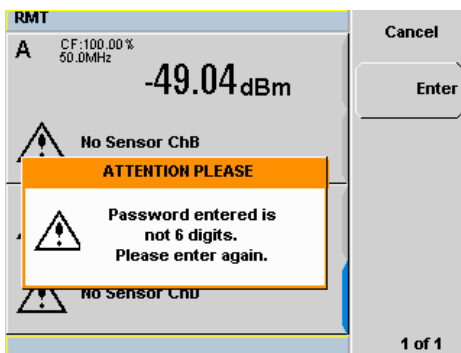 RMT
Cancel
A
CF:100.00%
50.0MHz
-49.04dBm
Enter
No Sensor ChB
ATTENTION PLEASE
Password entered is
not 6 digits.
Please enter again.
No Sensor ChD
1 of 1